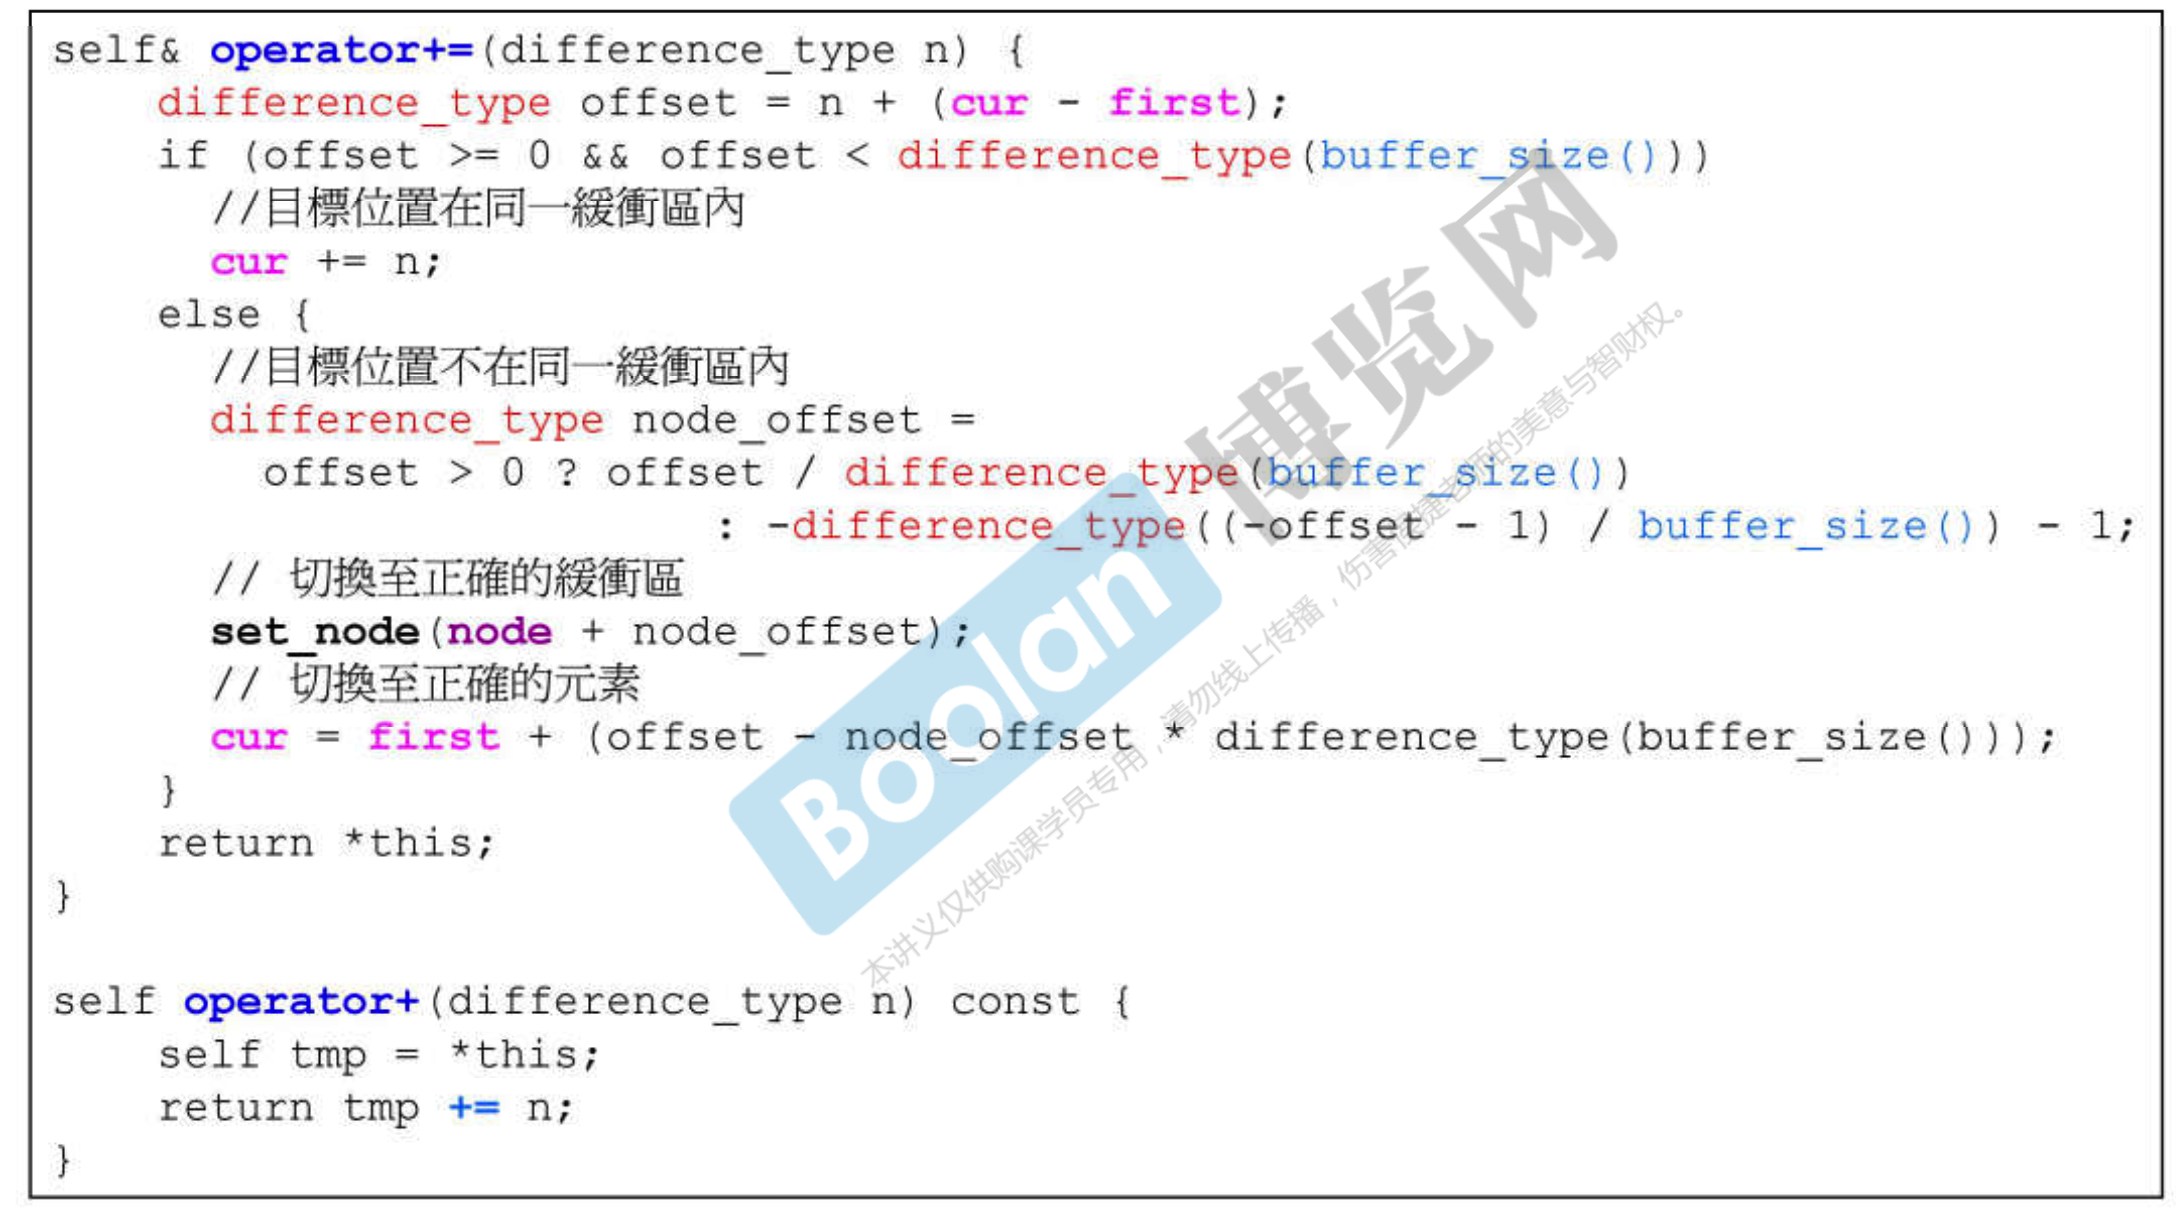 self& operator+=(difference_type n) {
difference_type offset = n + (cur - first);
if (offset >= 0 && offset < difference_type(buffer_size()))
//目標位置在同一緩衝區內
cur += n;
else {
//目標位置不在同一緩衝區內
difference_type node_offset =
offset > 0 ? offset / difference_type(buffer_size())
: -difference_type((-offset - 1) / buffer_size()) - 1;
// 切換至正確的緩衝區
set_node(node + node_offset);
// 切換至正確的元素
cur = first + (offset - node_offset * difference_type(buffer_size()));
}
return *this;
}
self operator+(difference_type n) const {
self tmp = *this;
return tmp += n;
}
Boolan 博览网
本讲义仅供购课学员专用，请勿线上传播，伤害侯捷老师的美意与智财权。